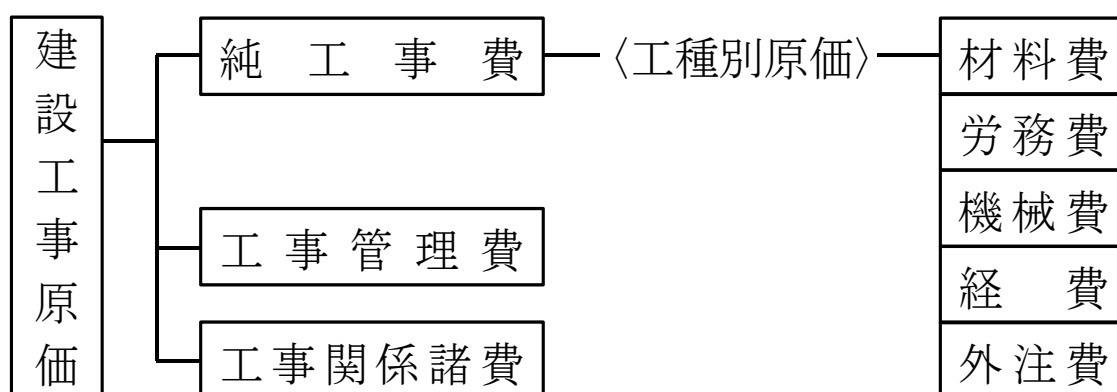 建設工事原価
純工事費
〈工種別原価〉
材料費
労務費
機械費
経費
外注費
工事管理費
工事関係諸費